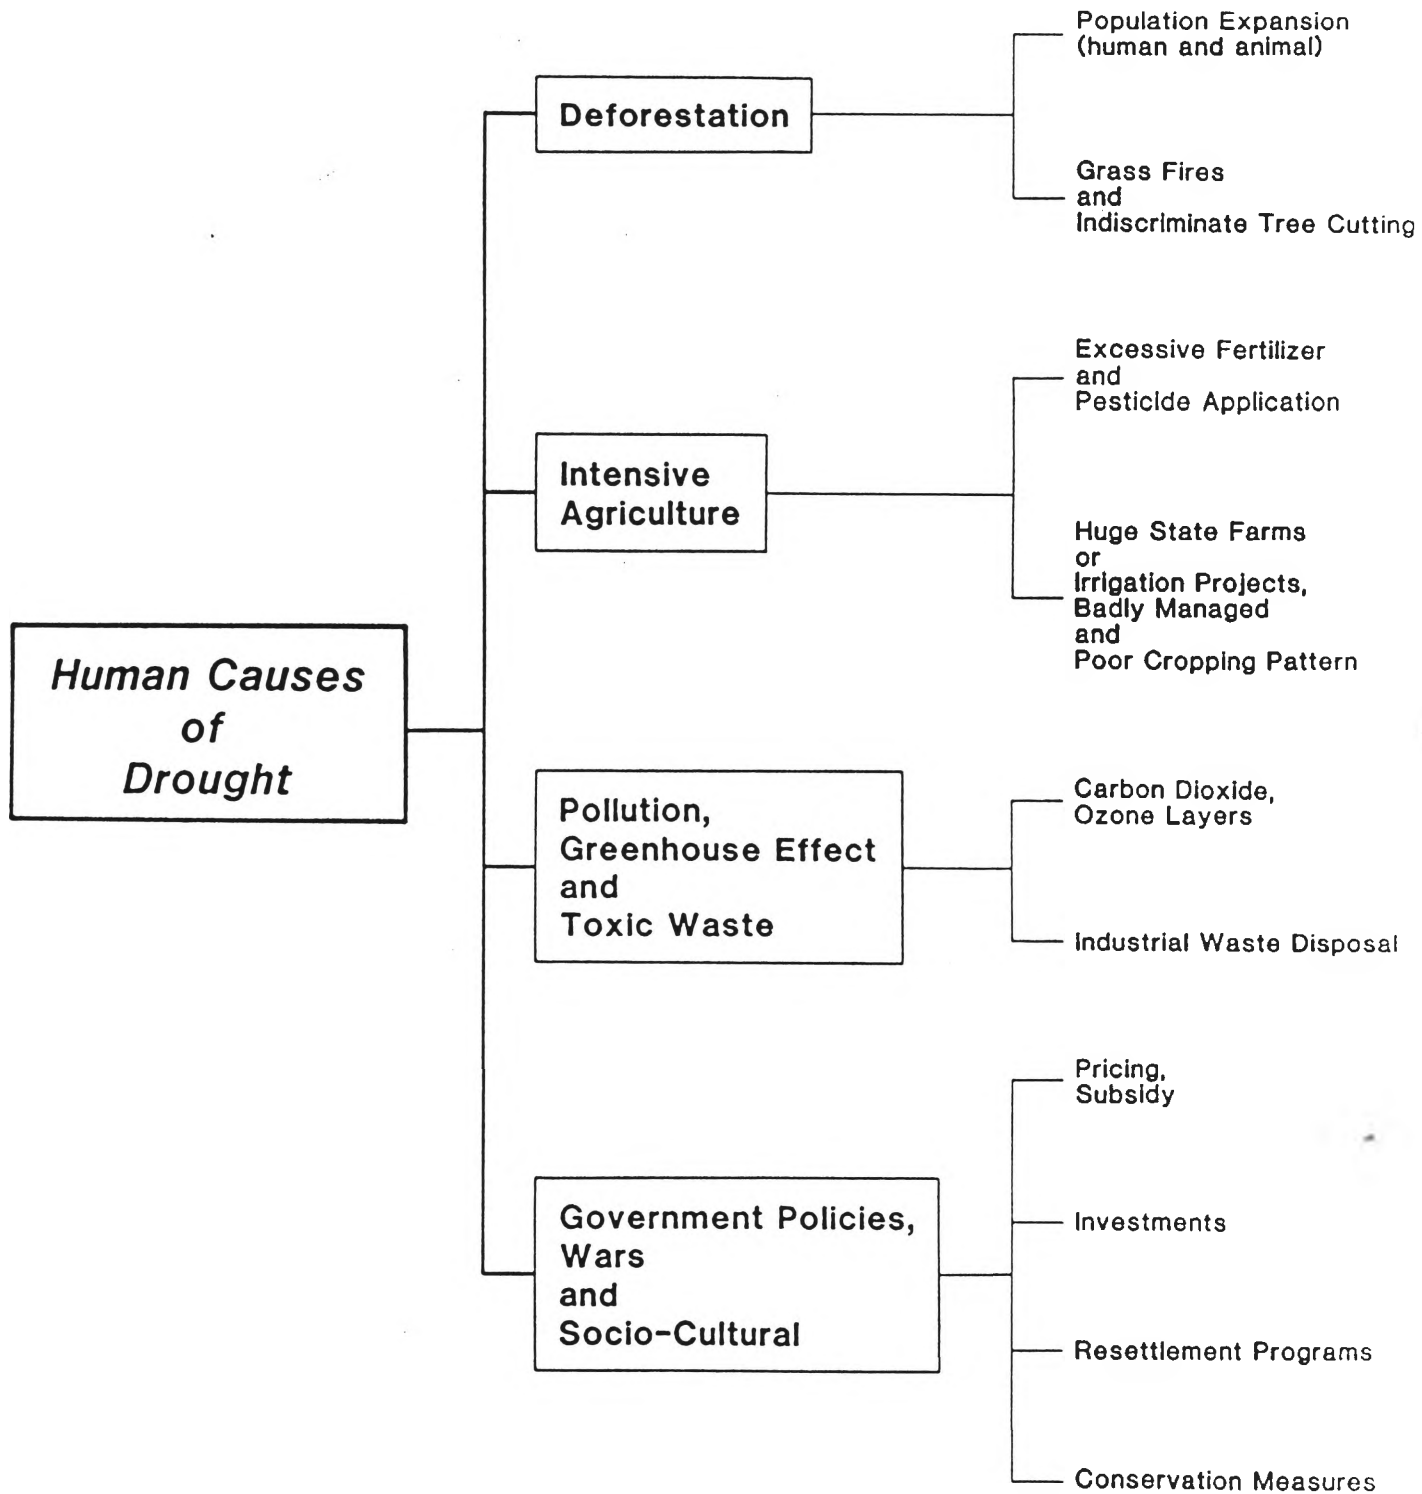 Population Expansion
(human and animal)
Deforestation
Grass Fires
and
Indiscriminate Tree Cutting
Excessive Fertilizer
and
Pesticide Application
Intensive
Agriculture
Huge State Farms
or
Irrigation Projects,
Badly Managed
and
Poor Cropping Pattern
Human Causes
of
Drought
Pollution,
Greenhouse Effect
and
Toxic Waste
Carbon Dioxide,
Ozone Layers
Industrial Waste Disposal
Pricing,
Subsidy
Government Policies,
Wars
and
Socio-Cultural
Investments
Resettlement Programs
Conservation Measures